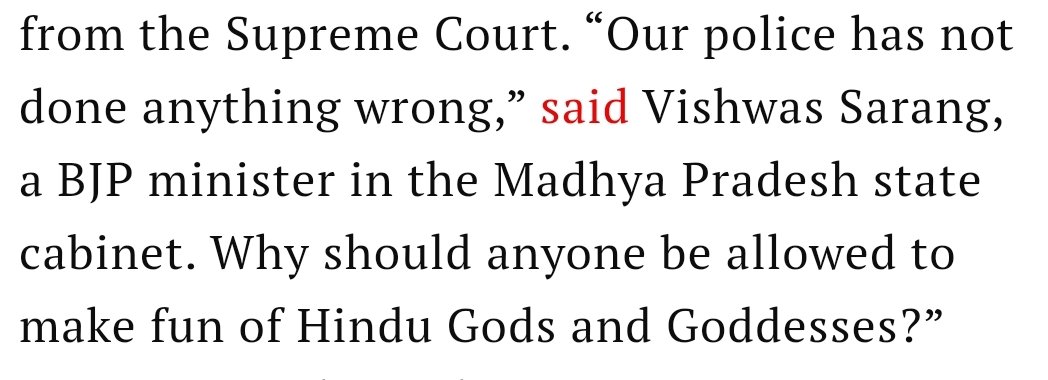 from the Supreme Court. “Our police has not
done anything wrong,” said Vishwas Sarang,
a BJP minister in the Madhya Pradesh state
cabinet. Why should anyone be allowed to
make fun of Hindu Gods and Goddesses?”